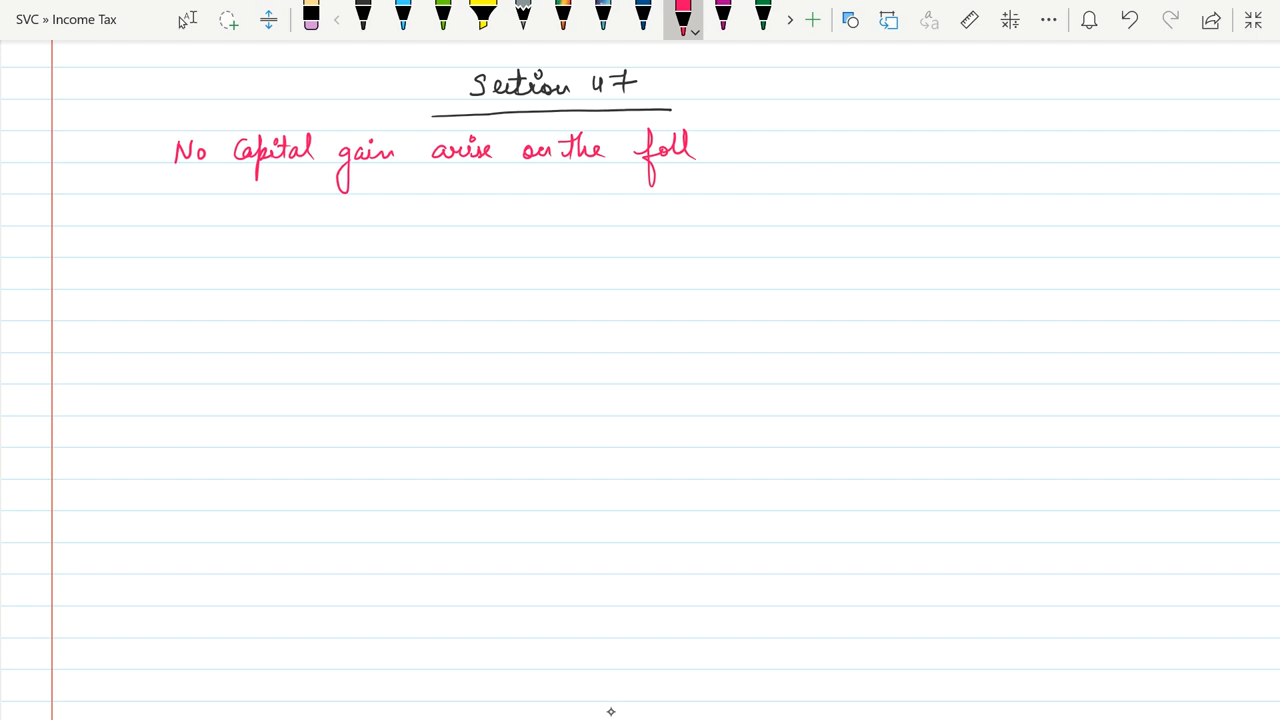 SVC » Income Tax
Section 47
No Capital gain arise on the foll